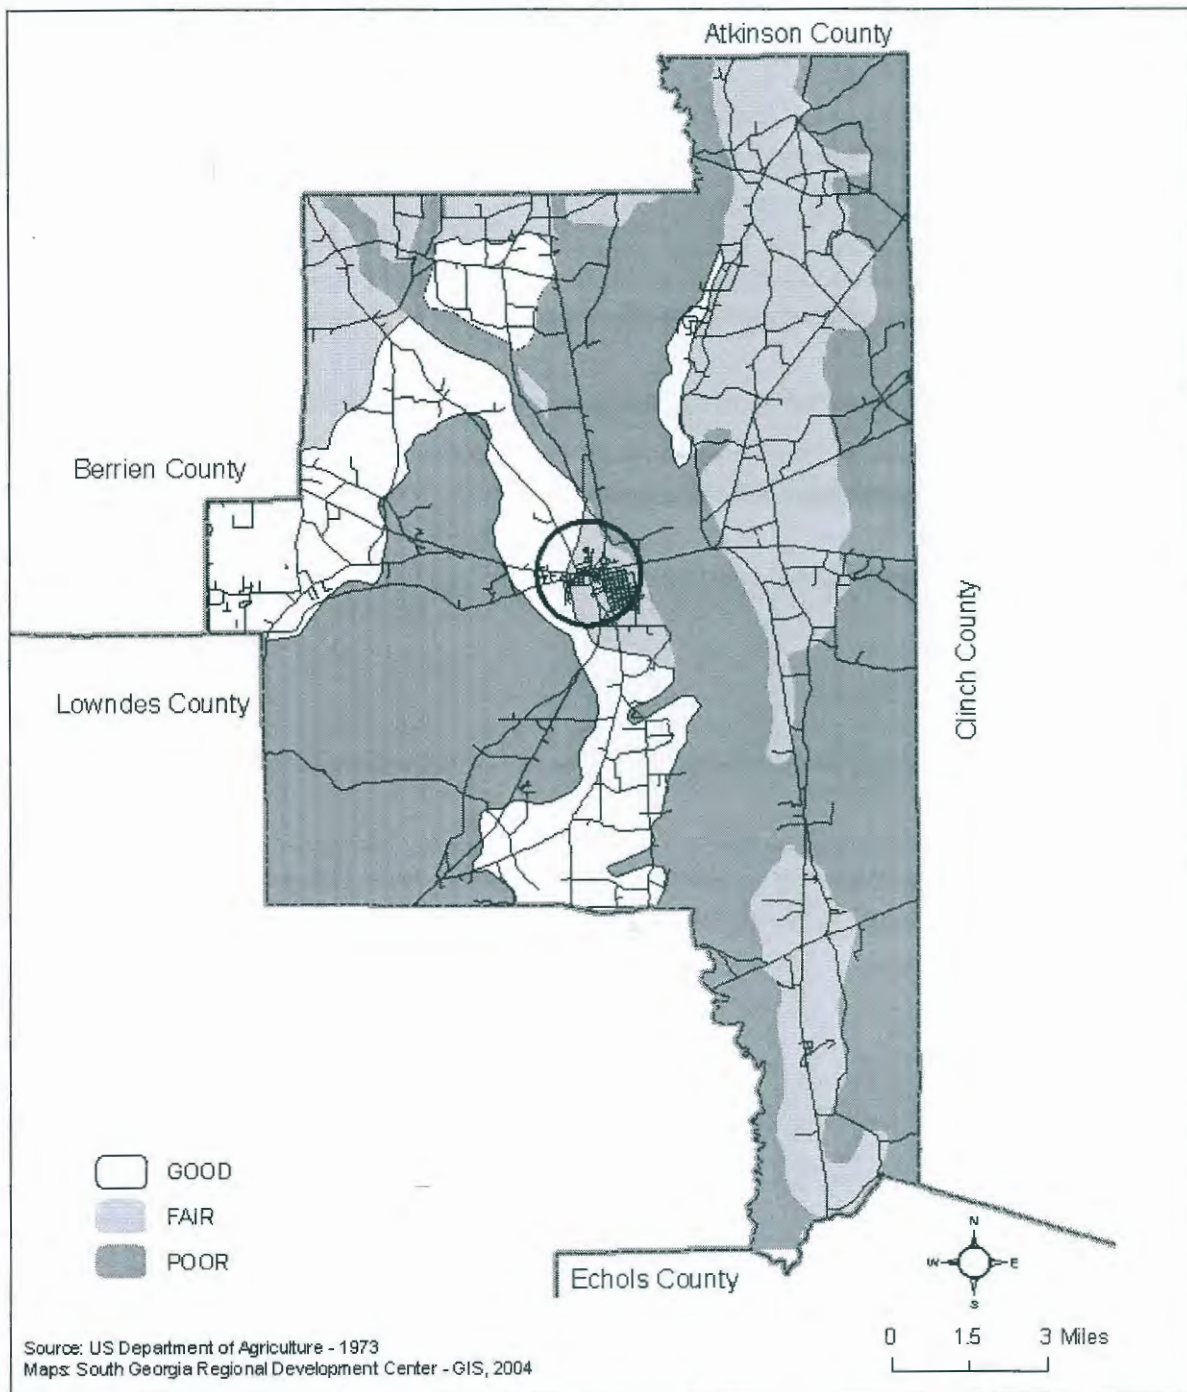 Atkinson County
Berrien County
Lowndes County
Clinch County
GOOD
FAIR
POOR
Echols County
N
W E
S
0 1.5 3 Miles
Source: US Department of Agriculture - 1973
Maps: South Georgia Regional Development Center - GIS, 2004